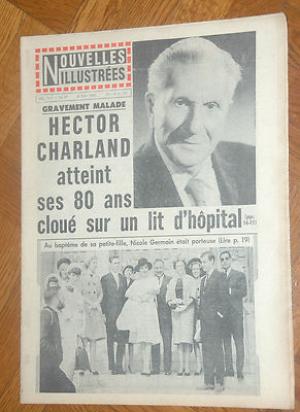 NOUVELLES
ILLUSTRÉES
GRAVEMENT MALADE
HECTOR
CHARLAND
atteint
ses 80 ans
cloué sur un lit d'hôpital
Au baptême de sa petite-fille, Nicole Germain était porteuse (Lire p. 19)